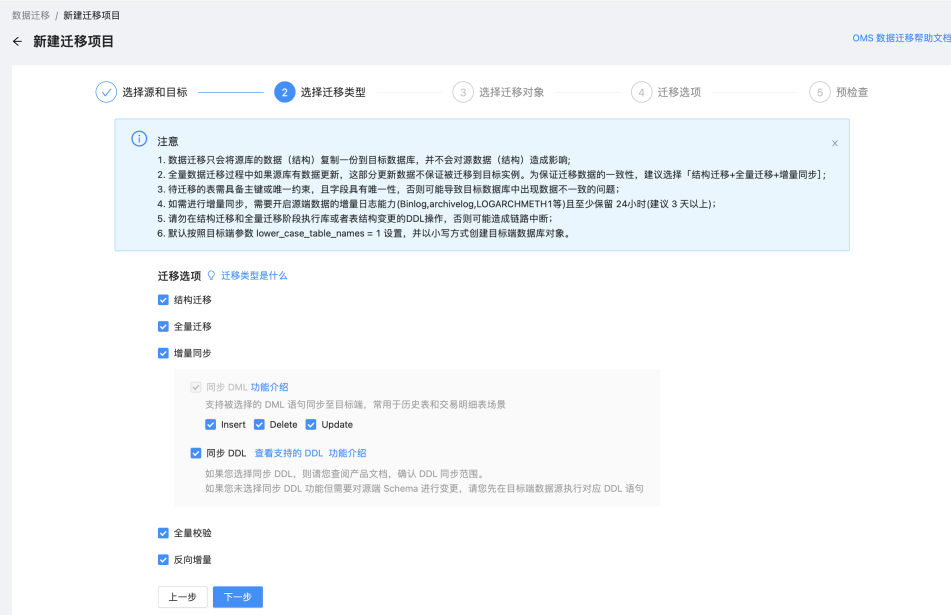 数据迁移 / 新建迁移项目
← 新建迁移项目
OMS 数据迁移帮助文档
选择源和目标
2 选择迁移类型
3 选择迁移对象
4 迁移选项
5 预检查
注意
x
1. 数据迁移只会将源库的数据（结构）复制一份到目标数据库，并不会对源数据（结构）造成影响;
2. 全量数据迁移过程中如果源库有数据更新，这部分更新数据不保证被迁移到目标实例。为保证迁移数据的一致性，建议选择「结构迁移+全量迁移+增量同步」;
3. 待迁移的表需具备主键或唯一约束，且字段具有唯一性，否则可能导致目标数据库中出现数据不一致的问题；
4. 如需进行增量同步，需要开启源端数据的增量日志能力(Binlog,archivelog,LOGARCHMETH1等)且至少保留 24小时(建议 3 天以上)；
5. 请勿在结构迁移和全量迁移阶段执行库或者表结构变更的DDL操作，否则可能造成链路中断；
6. 默认按照目标端参数 lower_case_table_names = 1 设置，并以小写方式创建目标端数据库对象。
迁移选项 迁移类型是什么
结构迁移
全量迁移
增量同步
同步 DML 功能介绍
支持被选择的 DML 语句同步至目标端，常用于历史表和交易明细表场景
Insert Delete Update
同步 DDL 查看支持的 DDL 功能介绍
如果您选择同步 DDL，则请您查阅产品文档，确认 DDL 同步范围。
如果您未选择同步 DDL 功能但需要对源端 Schema 进行变更，请您先在目标端数据源执行对应 DDL 语句
全量校验
反向增量
上一步 下一步